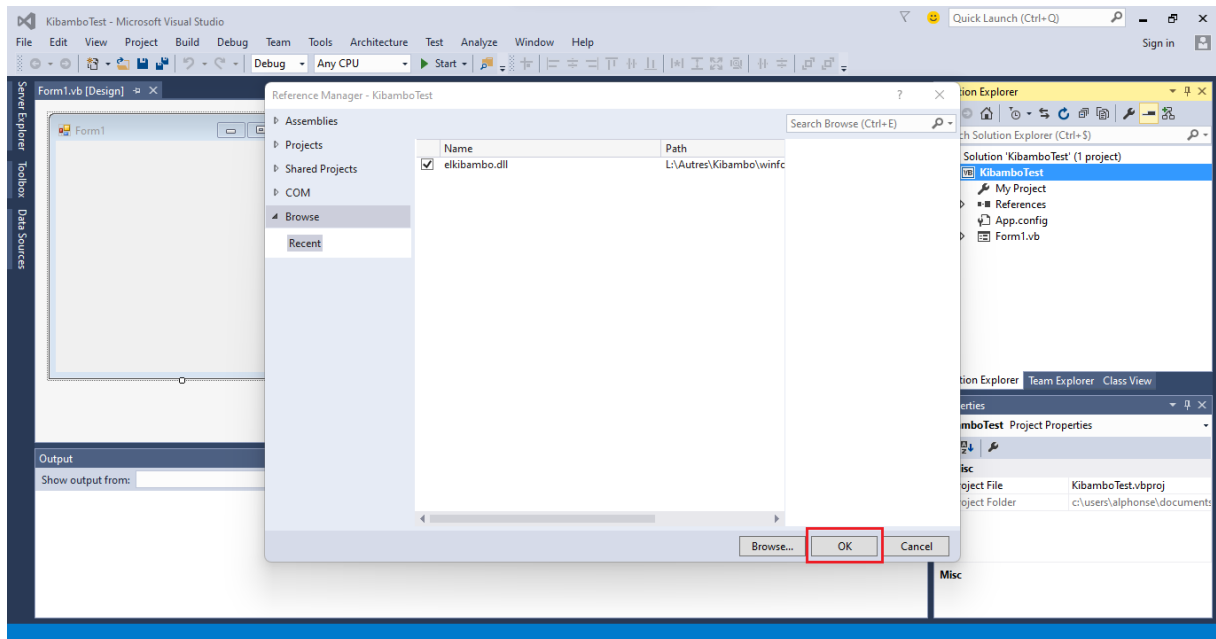 KibamboTest - Microsoft Visual Studio
Quick Launch (Ctrl+Q)
File Edit View Project Build Debug Team Tools Architecture Test Analyze Window Help
Sign in
Debug Any CPU Start
Server Explorer
Toolbox
Data Sources
Form1.vb [Design]
Form1
Reference Manager - KibamboTest
?
Assemblies
Projects
Shared Projects
COM
Browse
Recent
Search Browse (Ctrl+E)
Name Path
elkibambo.dll L:\Autres\Kibambo\winfc
Browse... OK Cancel
tion Explorer
ch Solution Explorer (Ctrl+$)
Solution 'KibamboTest' (1 project)
VB KibamboTest
My Project
References
App.config
Form1.vb
tion Explorer Team Explorer Class View
erties
mboTest Project Properties
isc
oject File KibamboTest.vbproj
oject Folder c:\users\alphonse\documents
Misc
Output
Show output from: